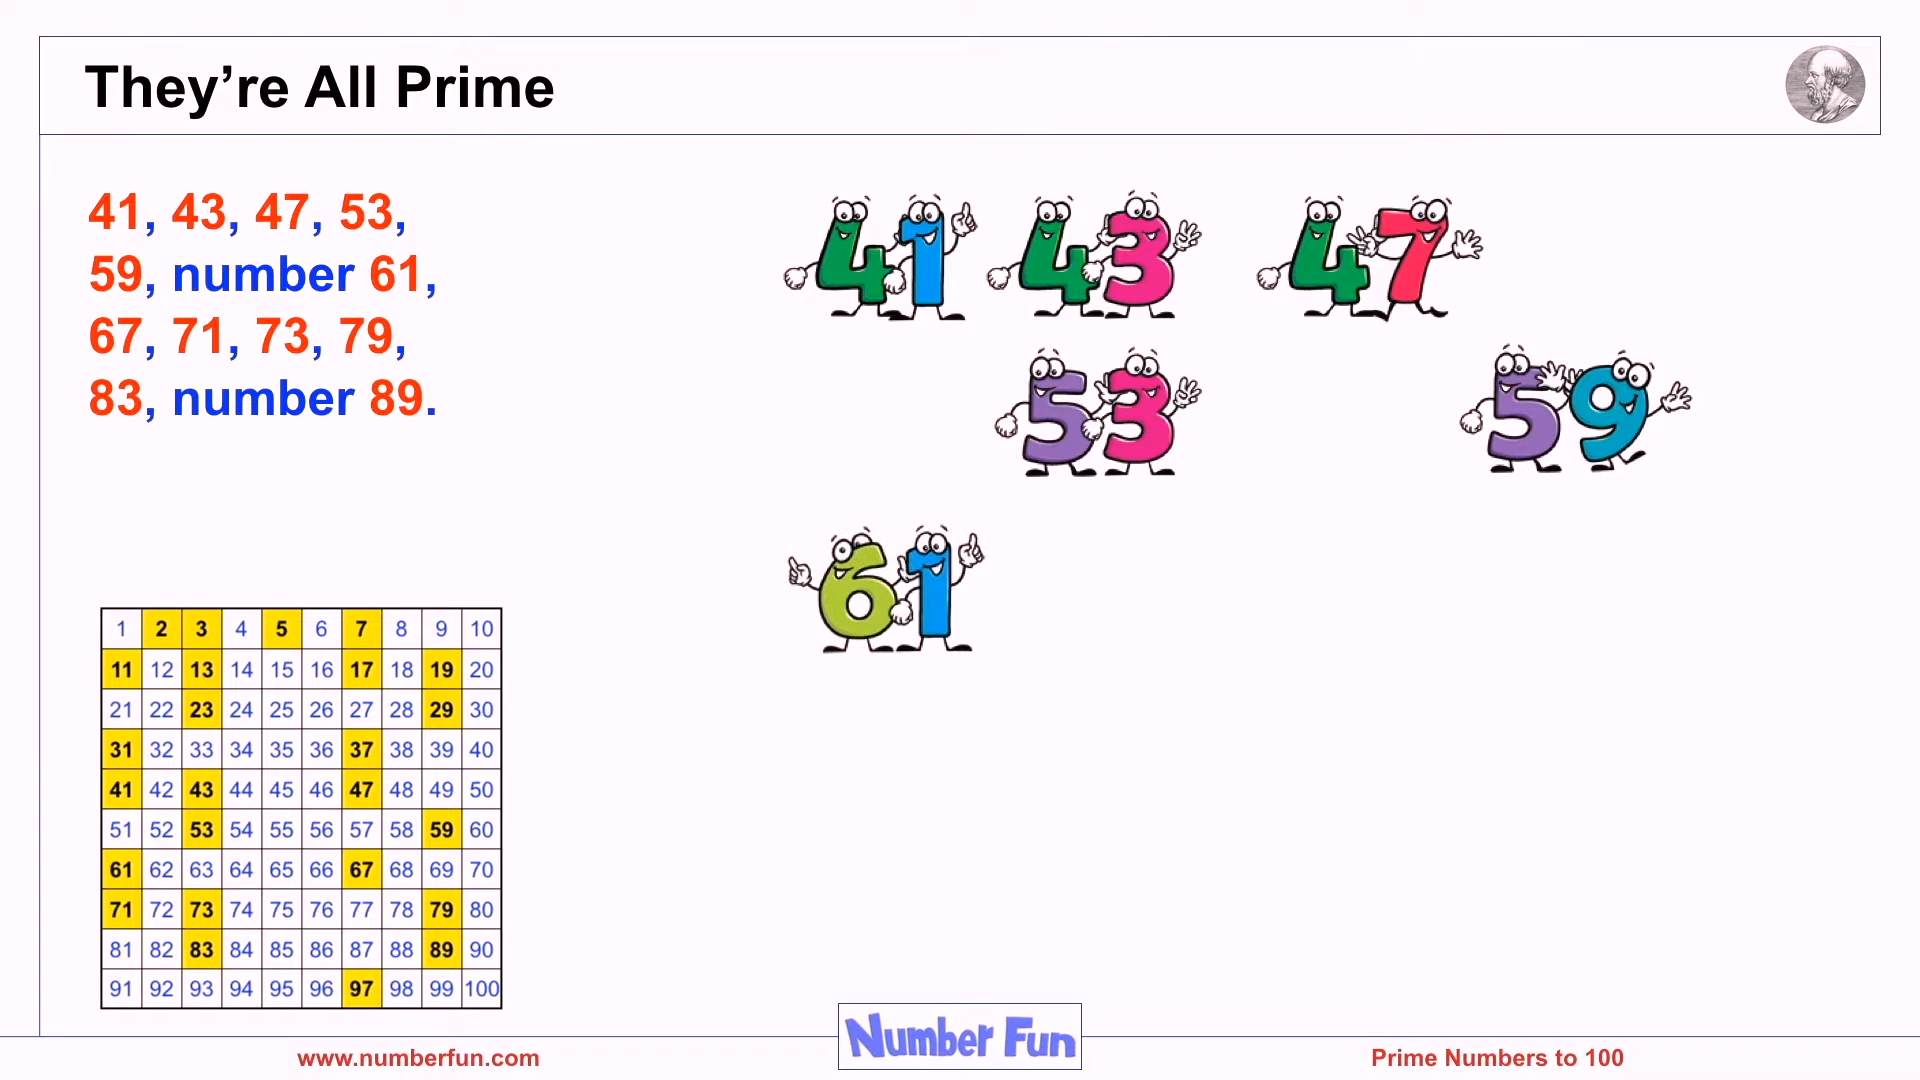 They’re All Prime
41, 43, 47, 53,
59, number 61,
67, 71, 73, 79,
83, number 89.
41 43 47
53 59
61
1 2 3 4 5 6 7 8 9 10
11 12 13 14 15 16 17 18 19 20
21 22 23 24 25 26 27 28 29 30
31 32 33 34 35 36 37 38 39 40
41 42 43 44 45 46 47 48 49 50
51 52 53 54 55 56 57 58 59 60
61 62 63 64 65 66 67 68 69 70
71 72 73 74 75 76 77 78 79 80
81 82 83 84 85 86 87 88 89 90
91 92 93 94 95 96 97 98 99 100
www.numberfun.com
Number Fun
Prime Numbers to 100